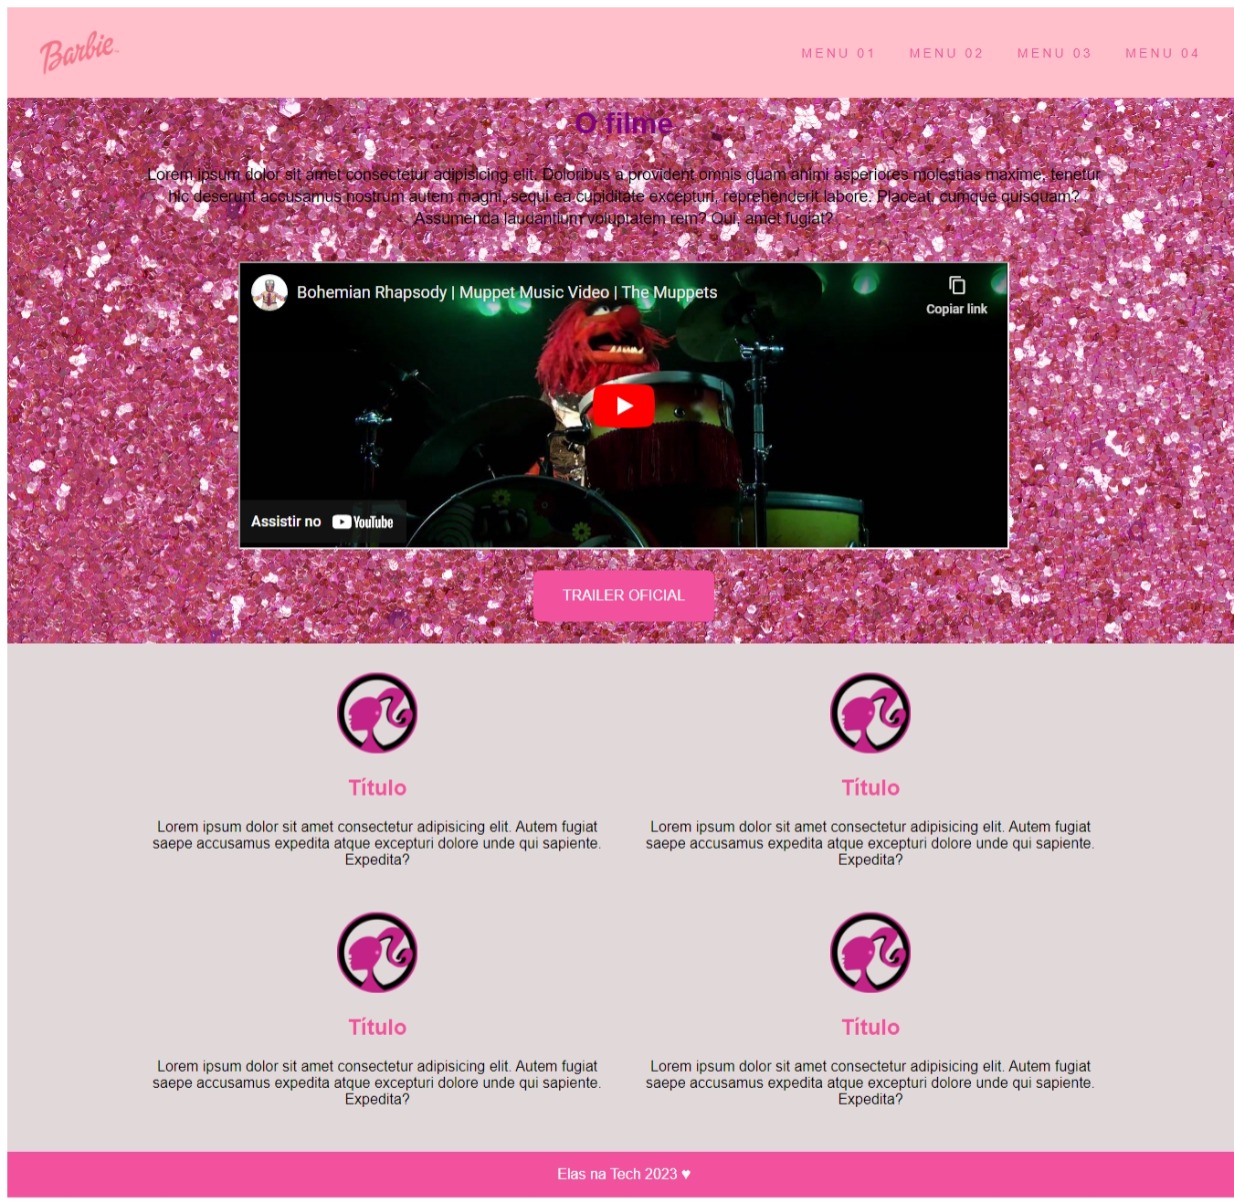 Barbie™
MENU 01 MENU 02 MENU 03 MENU 04
O filme
Lorem ipsum dolor sit amet consectetur adipisicing elit. Doloribus a provident omnis quam animi asperiores molestias maxime, tenetur
hic deserunt accusamus nostrum autem magni, sequi ea cupiditate excepturi, reprehenderit labore. Placeat, cumque quisquam?
Assumenda laudantium voluptatem rem? Qui, amet fugiat?
Bohemian Rhapsody | Muppet Music Video | The Muppets
Copiar link
Assistir no YouTube
TRAILER OFICIAL
Título
Lorem ipsum dolor sit amet consectetur adipisicing elit. Autem fugiat
saepe accusamus expedita atque excepturi dolore unde qui sapiente.
Expedita?
Título
Lorem ipsum dolor sit amet consectetur adipisicing elit. Autem fugiat
saepe accusamus expedita atque excepturi dolore unde qui sapiente.
Expedita?
Título
Lorem ipsum dolor sit amet consectetur adipisicing elit. Autem fugiat
saepe accusamus expedita atque excepturi dolore unde qui sapiente.
Expedita?
Título
Lorem ipsum dolor sit amet consectetur adipisicing elit. Autem fugiat
saepe accusamus expedita atque excepturi dolore unde qui sapiente.
Expedita?
Elas na Tech 2023 ♥